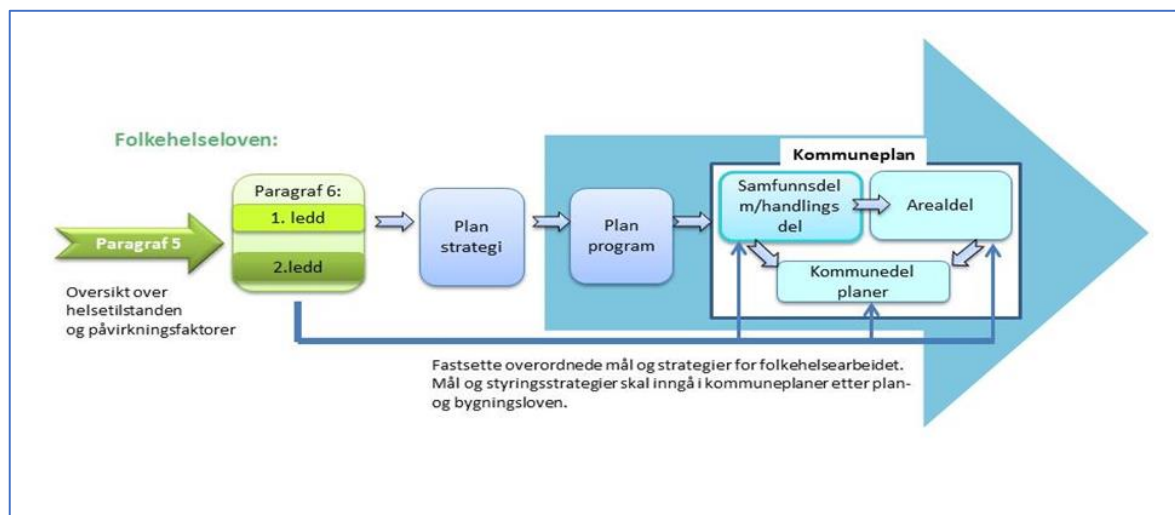 Folkehelseloven:
Paragraf 5
Oversikt over
helsetilstanden
og påvirkningsfaktorer
Paragraf 6:
1. ledd
2.ledd
Plan
strategi
Plan
program
Kommuneplan
Samfunnsdel
m/handlings
del
Arealdel
Kommunedel
planer
Fastsette overordnede mål og strategier for folkehelsearbeidet.
Mål og styringsstrategier skal inngå i kommuneplaner etter plan-
og bygningsloven.